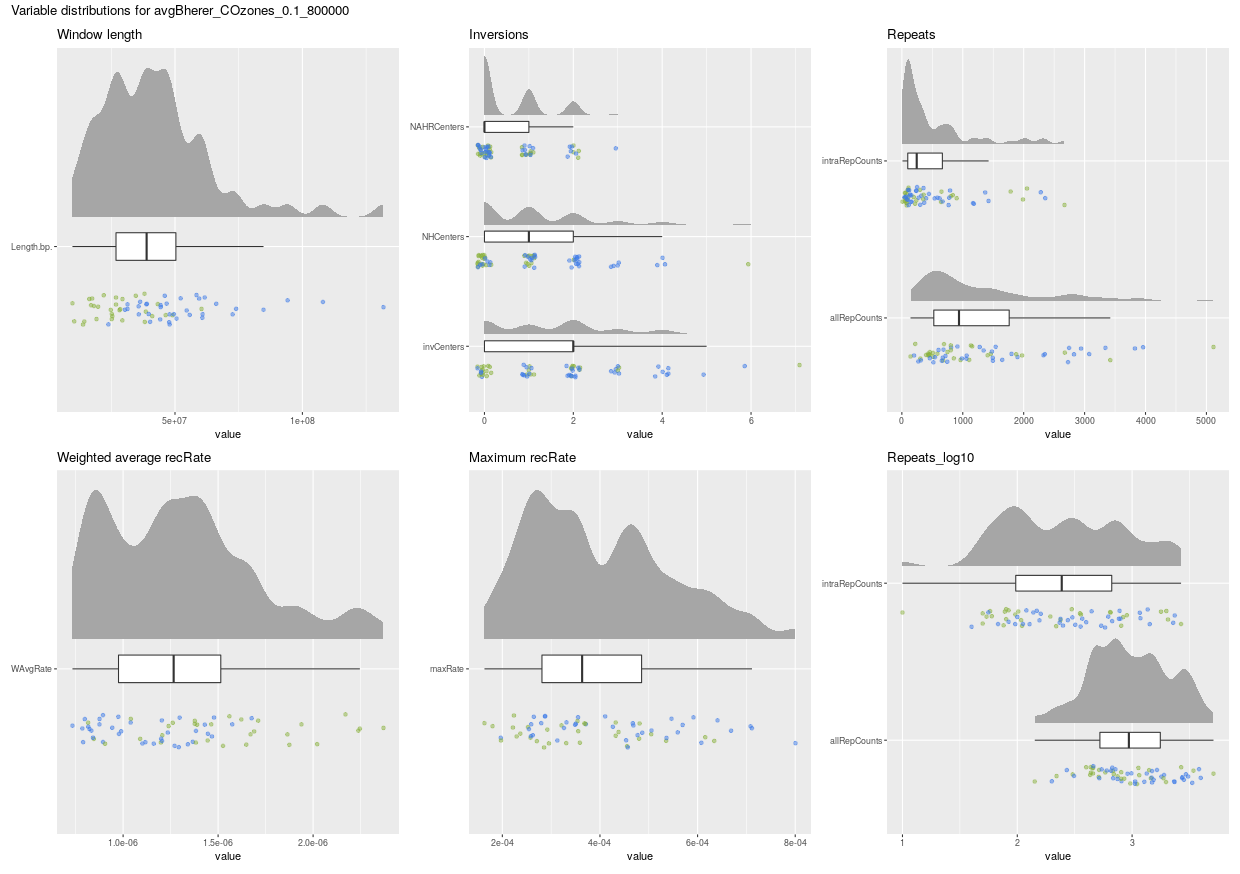 Variable distributions for avgBherer_COzones_0.1_800000
Window length
Length.bp.
5e+07 1e+08
value
Inversions
NAHRCenters
NHCenters
invCenters
0 2 4 6
value
Repeats
intraRepCounts
allRepCounts
0 1000 2000 3000 4000 5000
value
Weighted average recRate
WAvgRate
1.0e-06 1.5e-06 2.0e-06
value
Maximum recRate
maxRate
2e-04 4e-04 6e-04 8e-04
value
Repeats_log10
intraRepCounts
allRepCounts
1 2 3
value